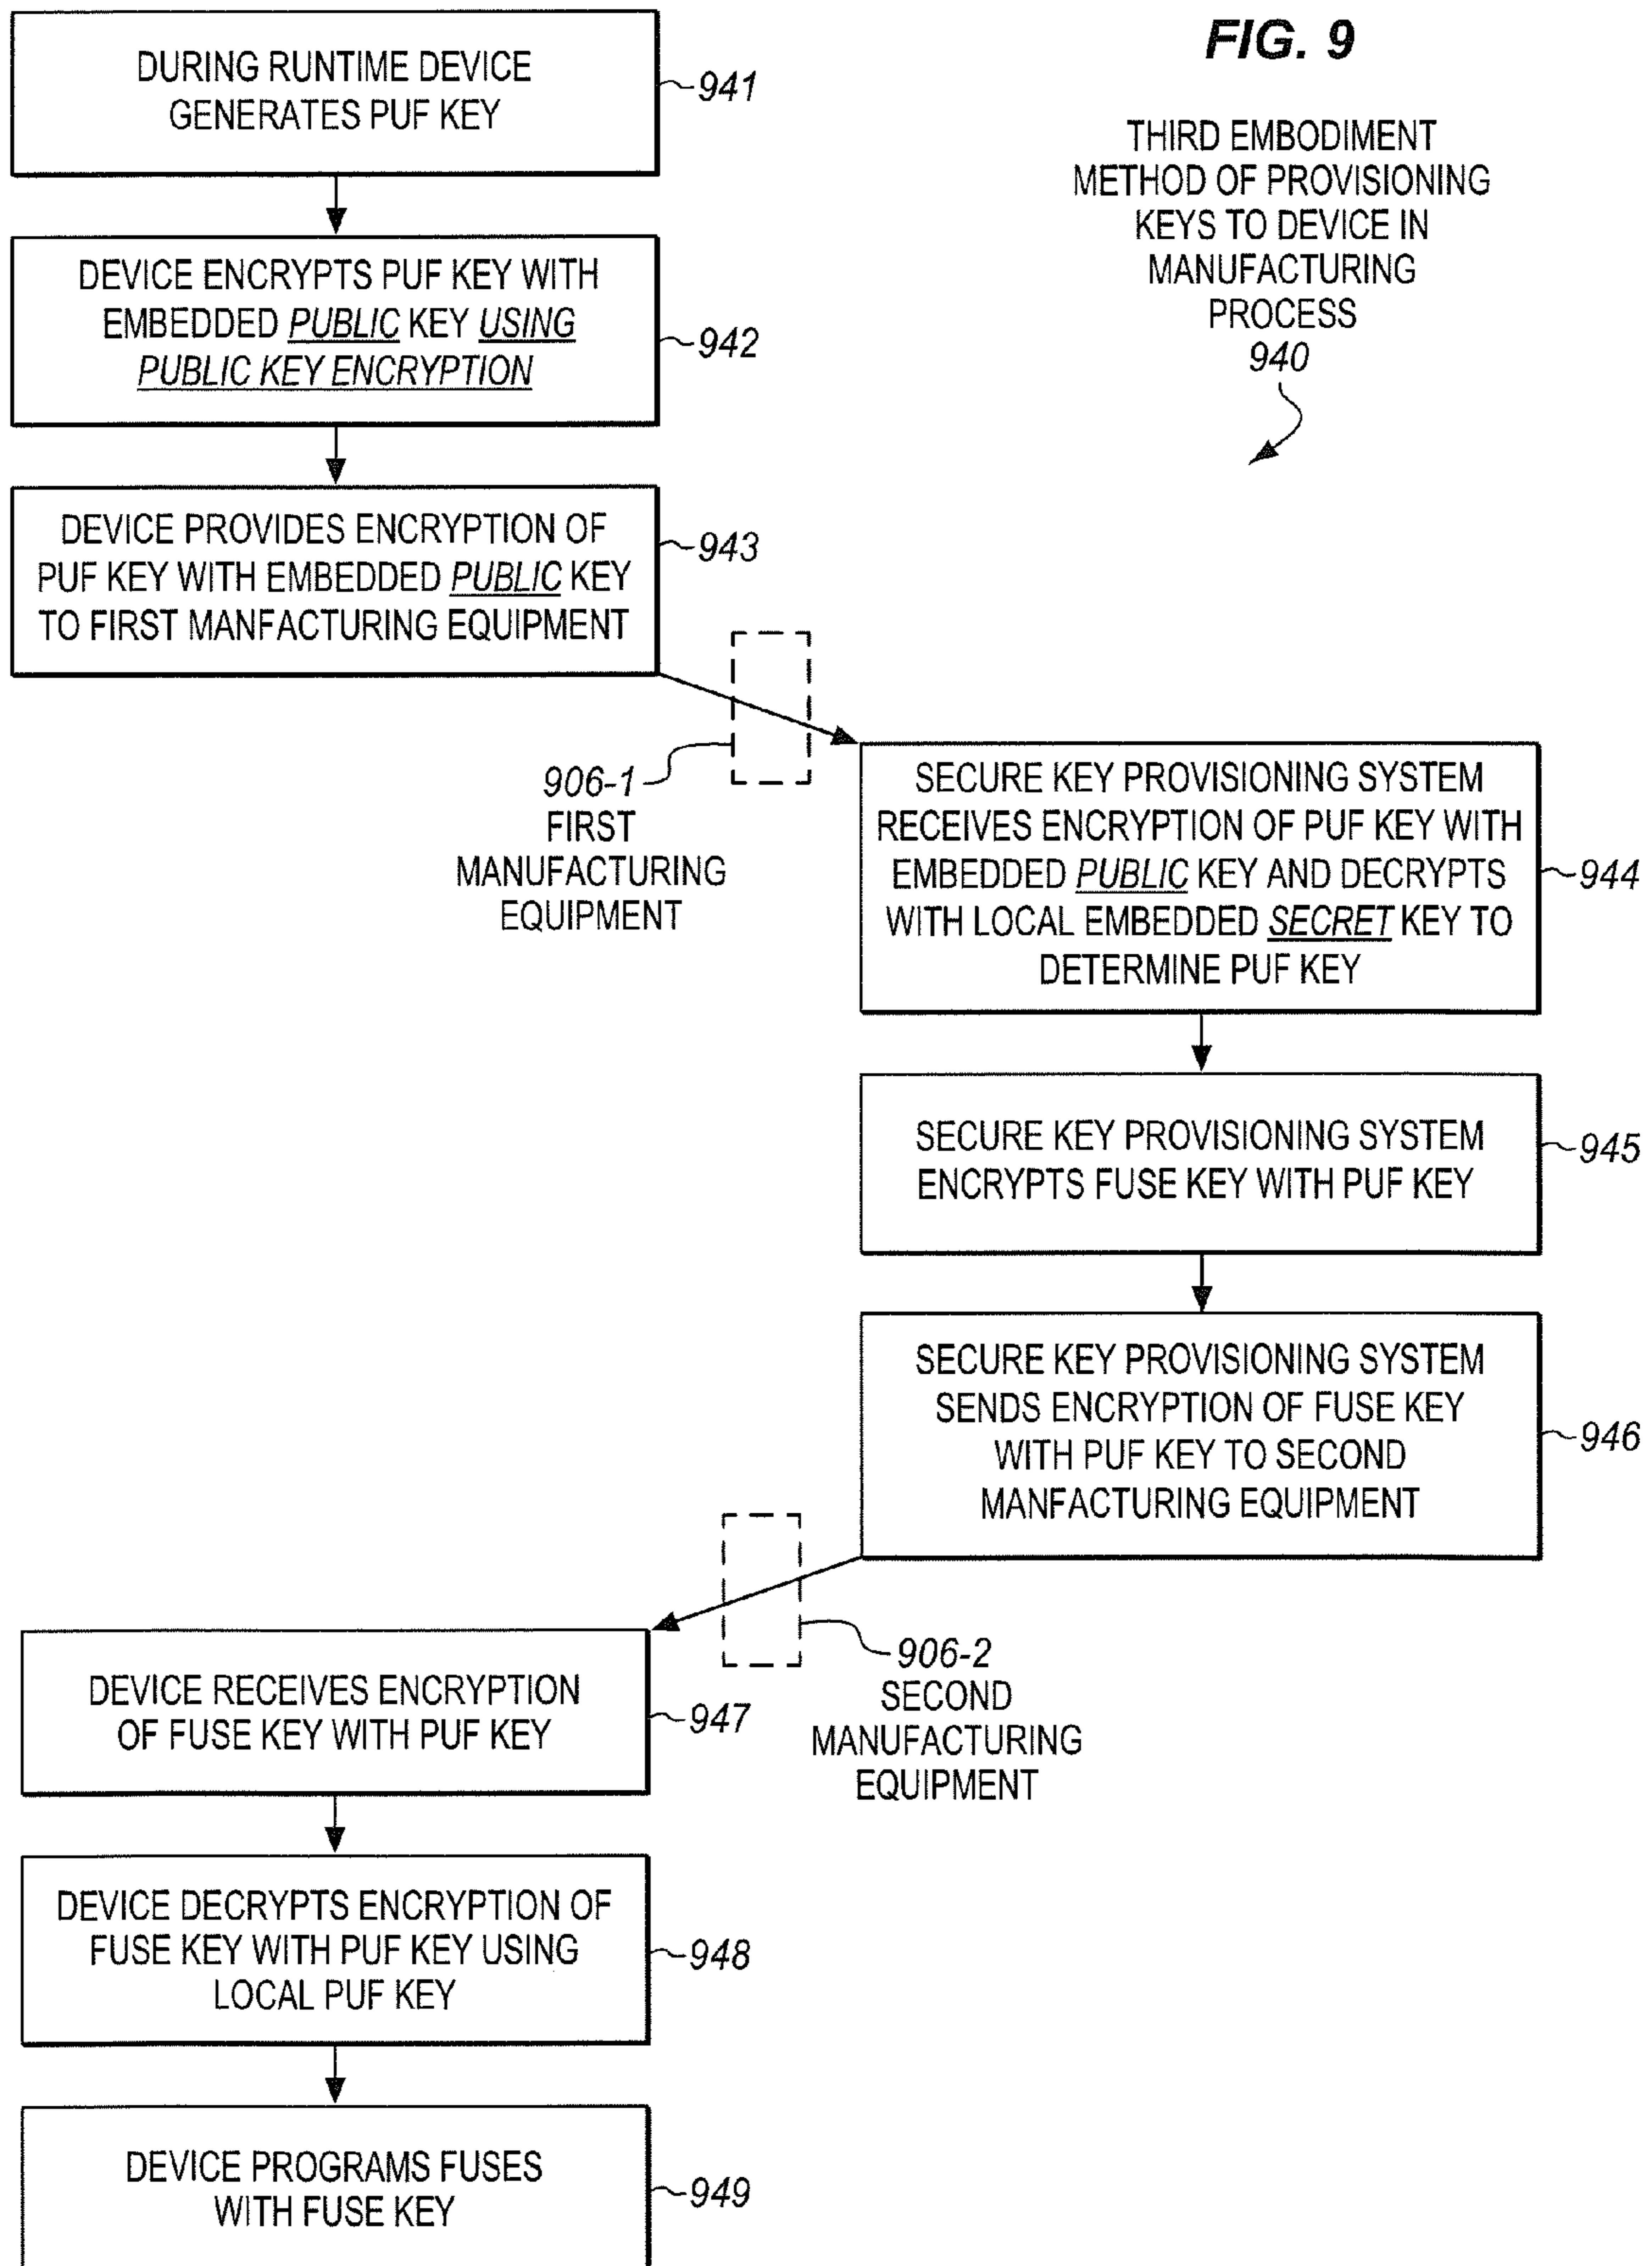 FIG. 9
THIRD EMBODIMENT
METHOD OF PROVISIONING
KEYS TO DEVICE IN
MANUFACTURING
PROCESS
940
DURING RUNTIME DEVICE
GENERATES PUF KEY
941
DEVICE ENCRYPTS PUF KEY WITH
EMBEDDED PUBLIC KEY USING
PUBLIC KEY ENCRYPTION
942
DEVICE PROVIDES ENCRYPTION OF
PUF KEY WITH EMBEDDED PUBLIC KEY
TO FIRST MANFACTURING EQUIPMENT
943
906-1
FIRST
MANUFACTURING
EQUIPMENT
SECURE KEY PROVISIONING SYSTEM
RECEIVES ENCRYPTION OF PUF KEY WITH
EMBEDDED PUBLIC KEY AND DECRYPTS
WITH LOCAL EMBEDDED SECRET KEY TO
DETERMINE PUF KEY
944
SECURE KEY PROVISIONING SYSTEM
ENCRYPTS FUSE KEY WITH PUF KEY
945
SECURE KEY PROVISIONING SYSTEM
SENDS ENCRYPTION OF FUSE KEY
WITH PUF KEY TO SECOND
MANFACTURING EQUIPMENT
946
906-2
SECOND
MANUFACTURING
EQUIPMENT
DEVICE RECEIVES ENCRYPTION
OF FUSE KEY WITH PUF KEY
947
DEVICE DECRYPTS ENCRYPTION OF
FUSE KEY WITH PUF KEY USING
LOCAL PUF KEY
948
DEVICE PROGRAMS FUSES
WITH FUSE KEY
949